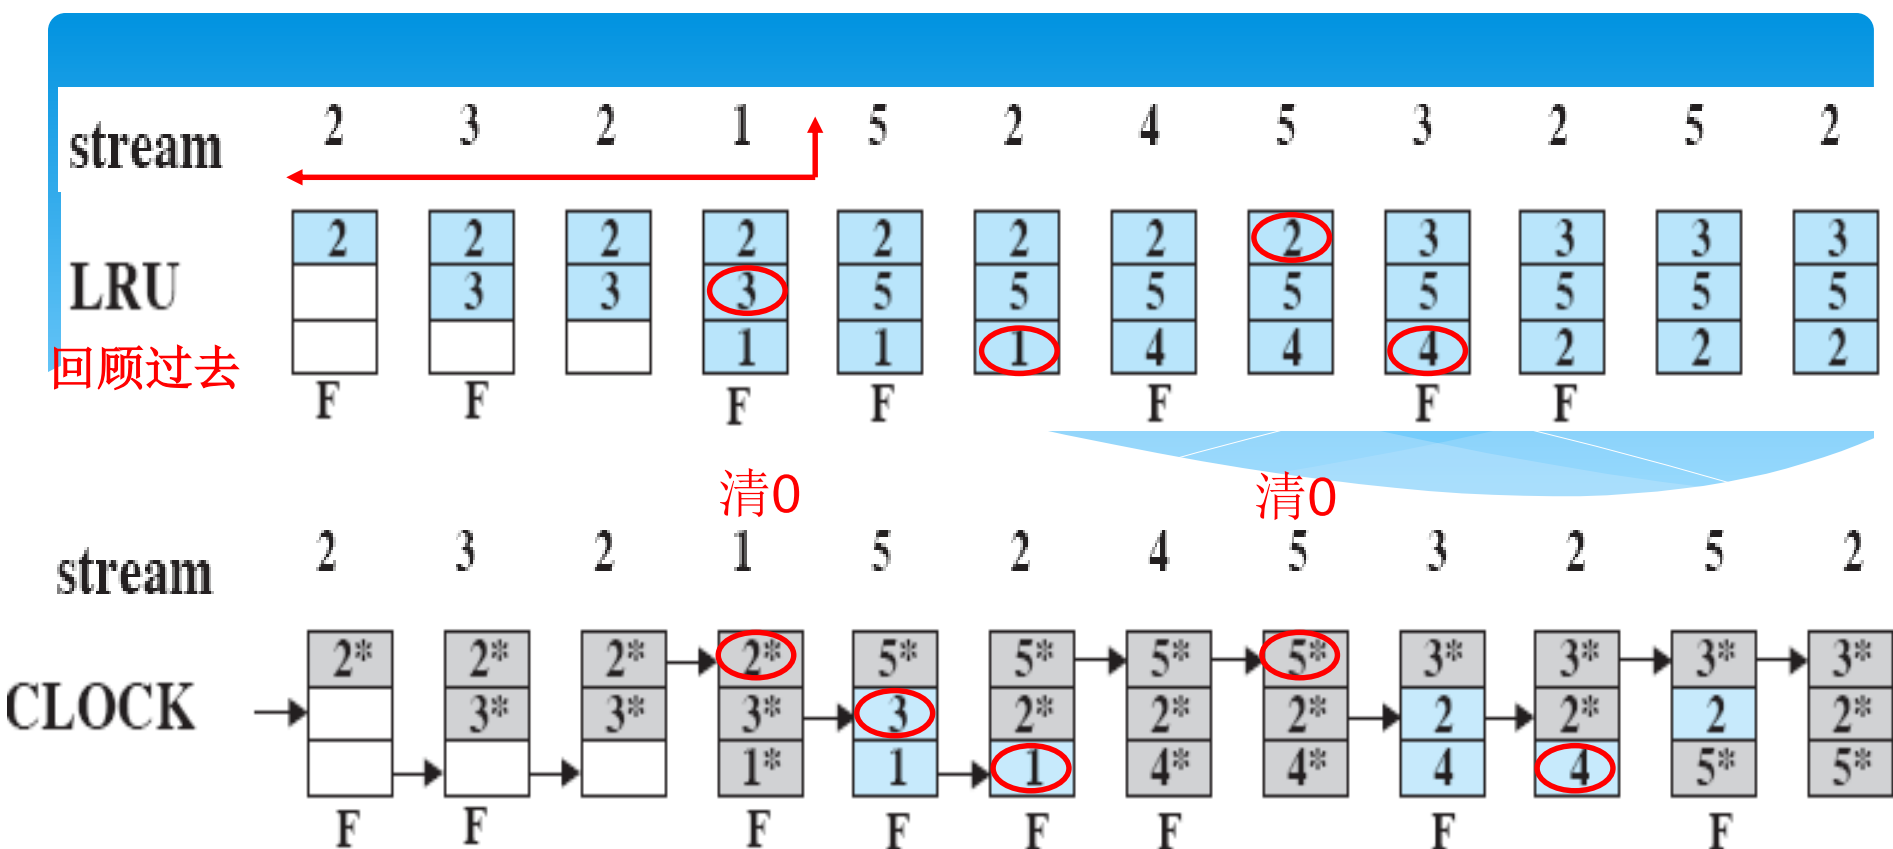 stream 2 3 2 1 5 2 4 5 3 2 5 2
2 2 2 2 2 2 2 2 3 3 3 3
LRU 3 3 3 5 5 5 5 5 5 5 5
回顾过去 1 1 1 4 4 4 2 2 2
F F F F F F F
清0 清0
stream 2 3 2 1 5 2 4 5 3 2 5 2
2* 2* 2* 2* 5* 5* 5* 5* 3* 3* 3* 3*
CLOCK 3* 3* 3* 3 2* 2* 2* 2 2* 2 2*
1* 1 1 4* 4* 4 4 5* 5*
F F F F F F F F